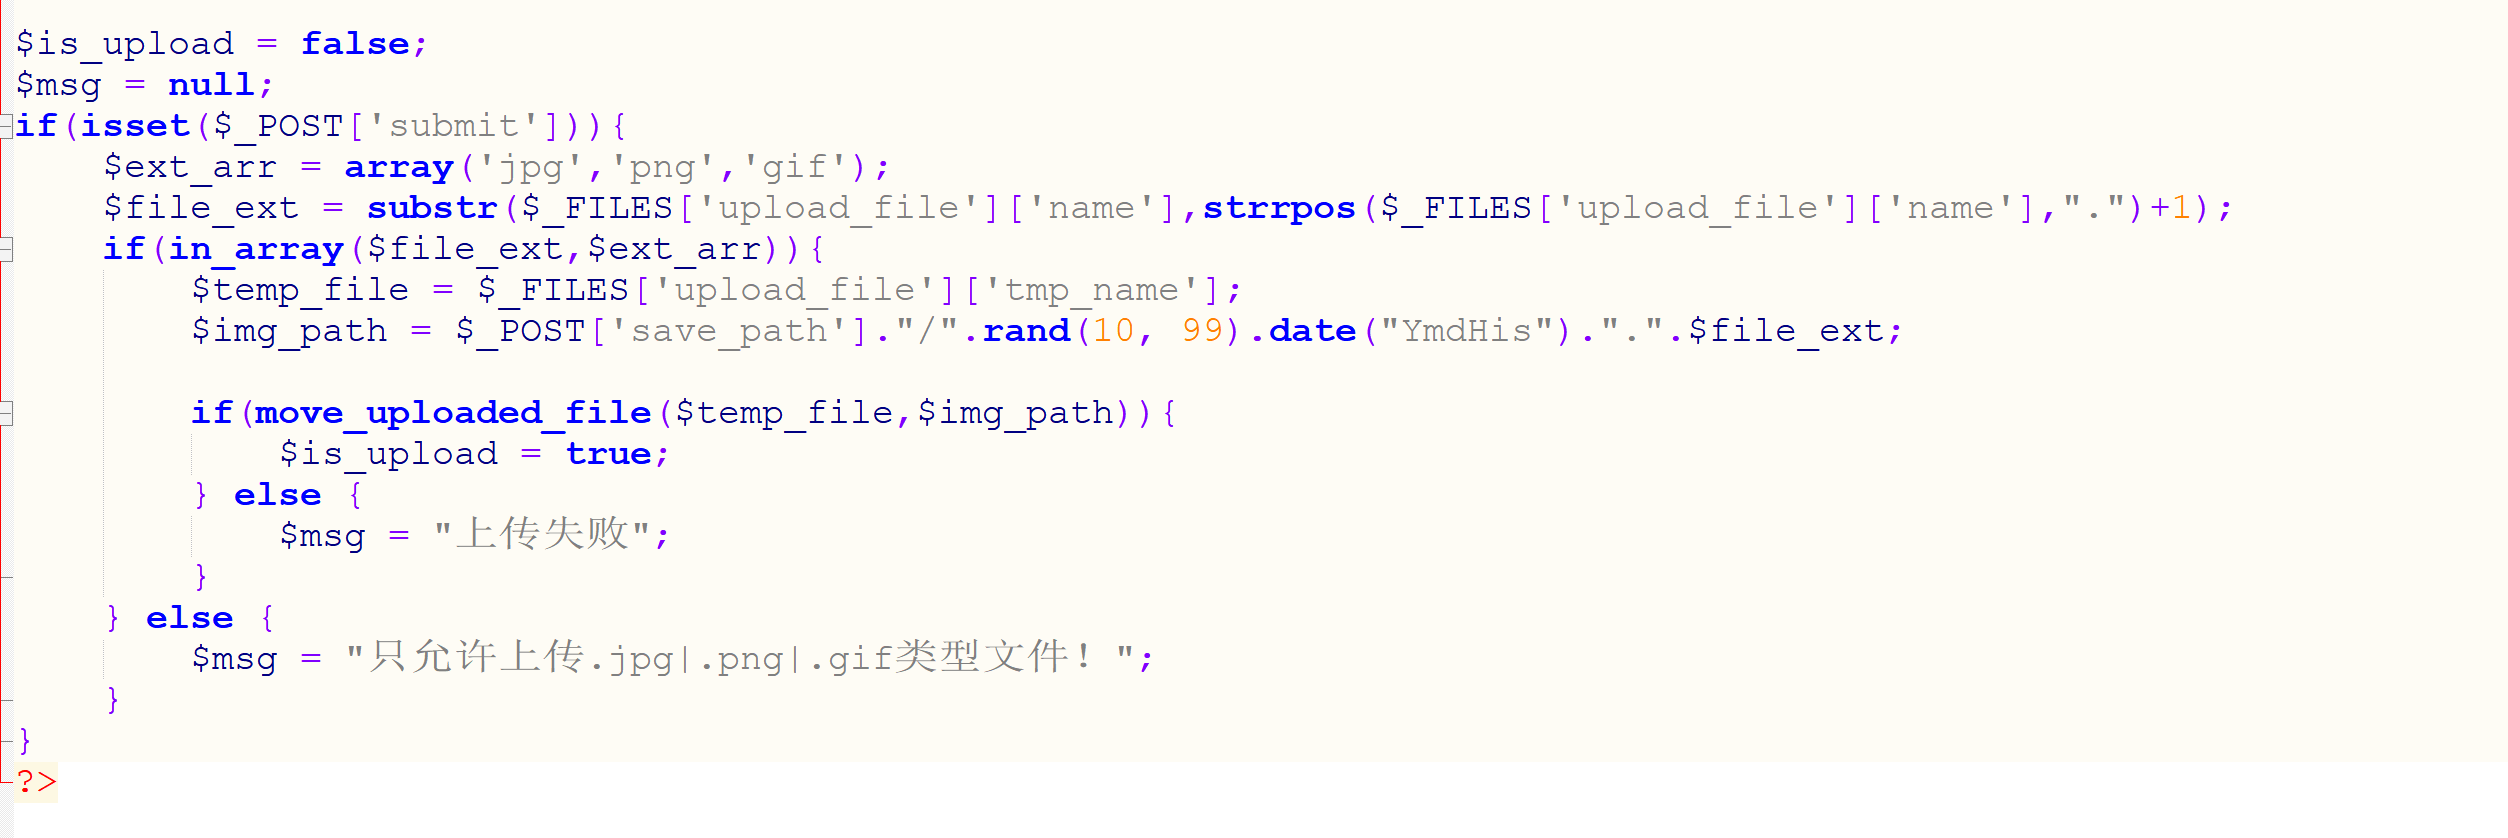 $is_upload = false;
$msg = null;
if(isset($_POST['submit'])){
    $ext_arr = array('jpg','png','gif');
    $file_ext = substr($_FILES['upload_file']['name'],strrpos($_FILES['upload_file']['name'],".")+1);
    if(in_array($file_ext,$ext_arr)){
        $temp_file = $_FILES['upload_file']['tmp_name'];
        $img_path = $_POST['save_path']."/".rand(10, 99).date("YmdHis").".".$file_ext;

        if(move_uploaded_file($temp_file,$img_path)){
            $is_upload = true;
        } else {
            $msg = "上传失败";
        }
    } else {
        $msg = "只允许上传.jpg|.png|.gif类型文件！";
    }
}
?>